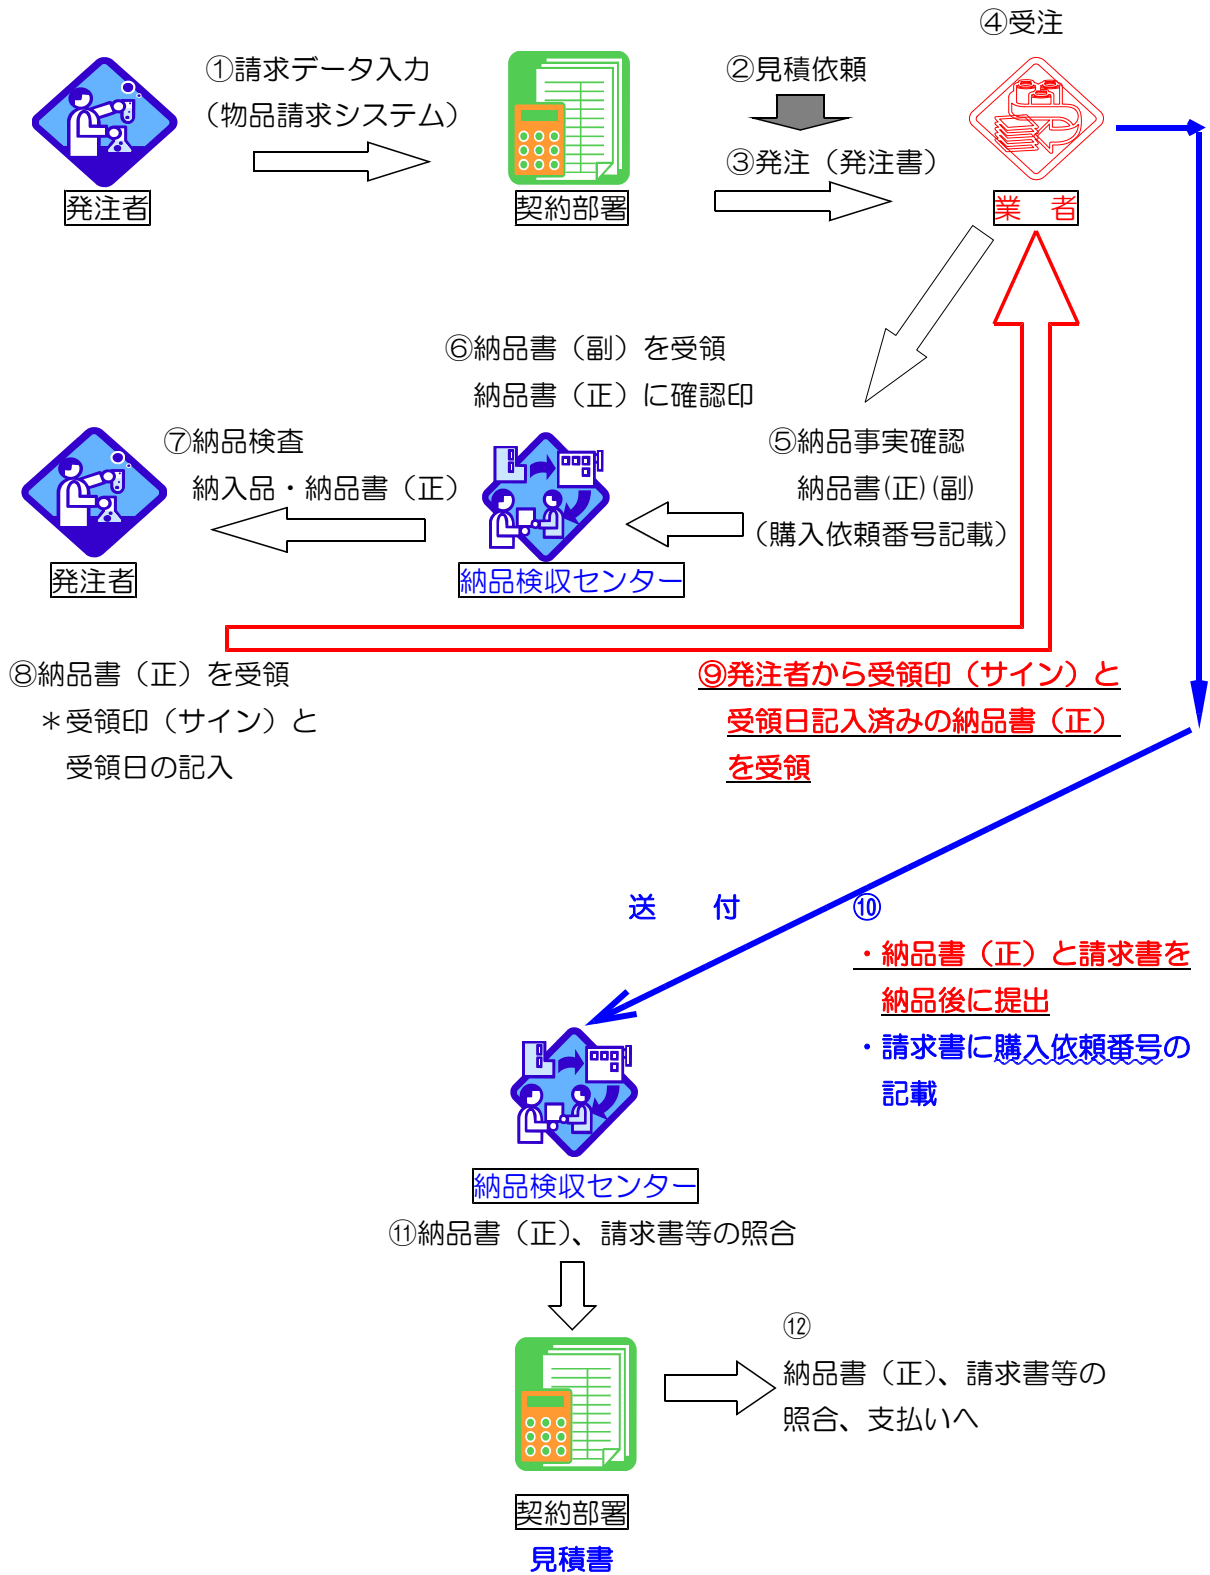 ④受注
①請求データ入力
（物品請求システム）
②見積依頼
③発注（発注書）
発注者
契約部署
業　者
⑥納品書（副）を受領
納品書（正）に確認印
⑦納品検査
納入品・納品書（正）
⑤納品事実確認
納品書(正)(副)
（購入依頼番号記載）
発注者
納品検収センター
⑧納品書（正）を受領
＊受領印（サイン）と
受領日の記入
⑨発注者から受領印（サイン）と
受領日記入済みの納品書（正）
を受領
送　付　⑩
・納品書（正）と請求書を
納品後に提出
・請求書に購入依頼番号の
記載
納品検収センター
⑪納品書（正）、請求書等の照合
⑫
納品書（正）、請求書等の
照合、支払いへ
契約部署
見積書